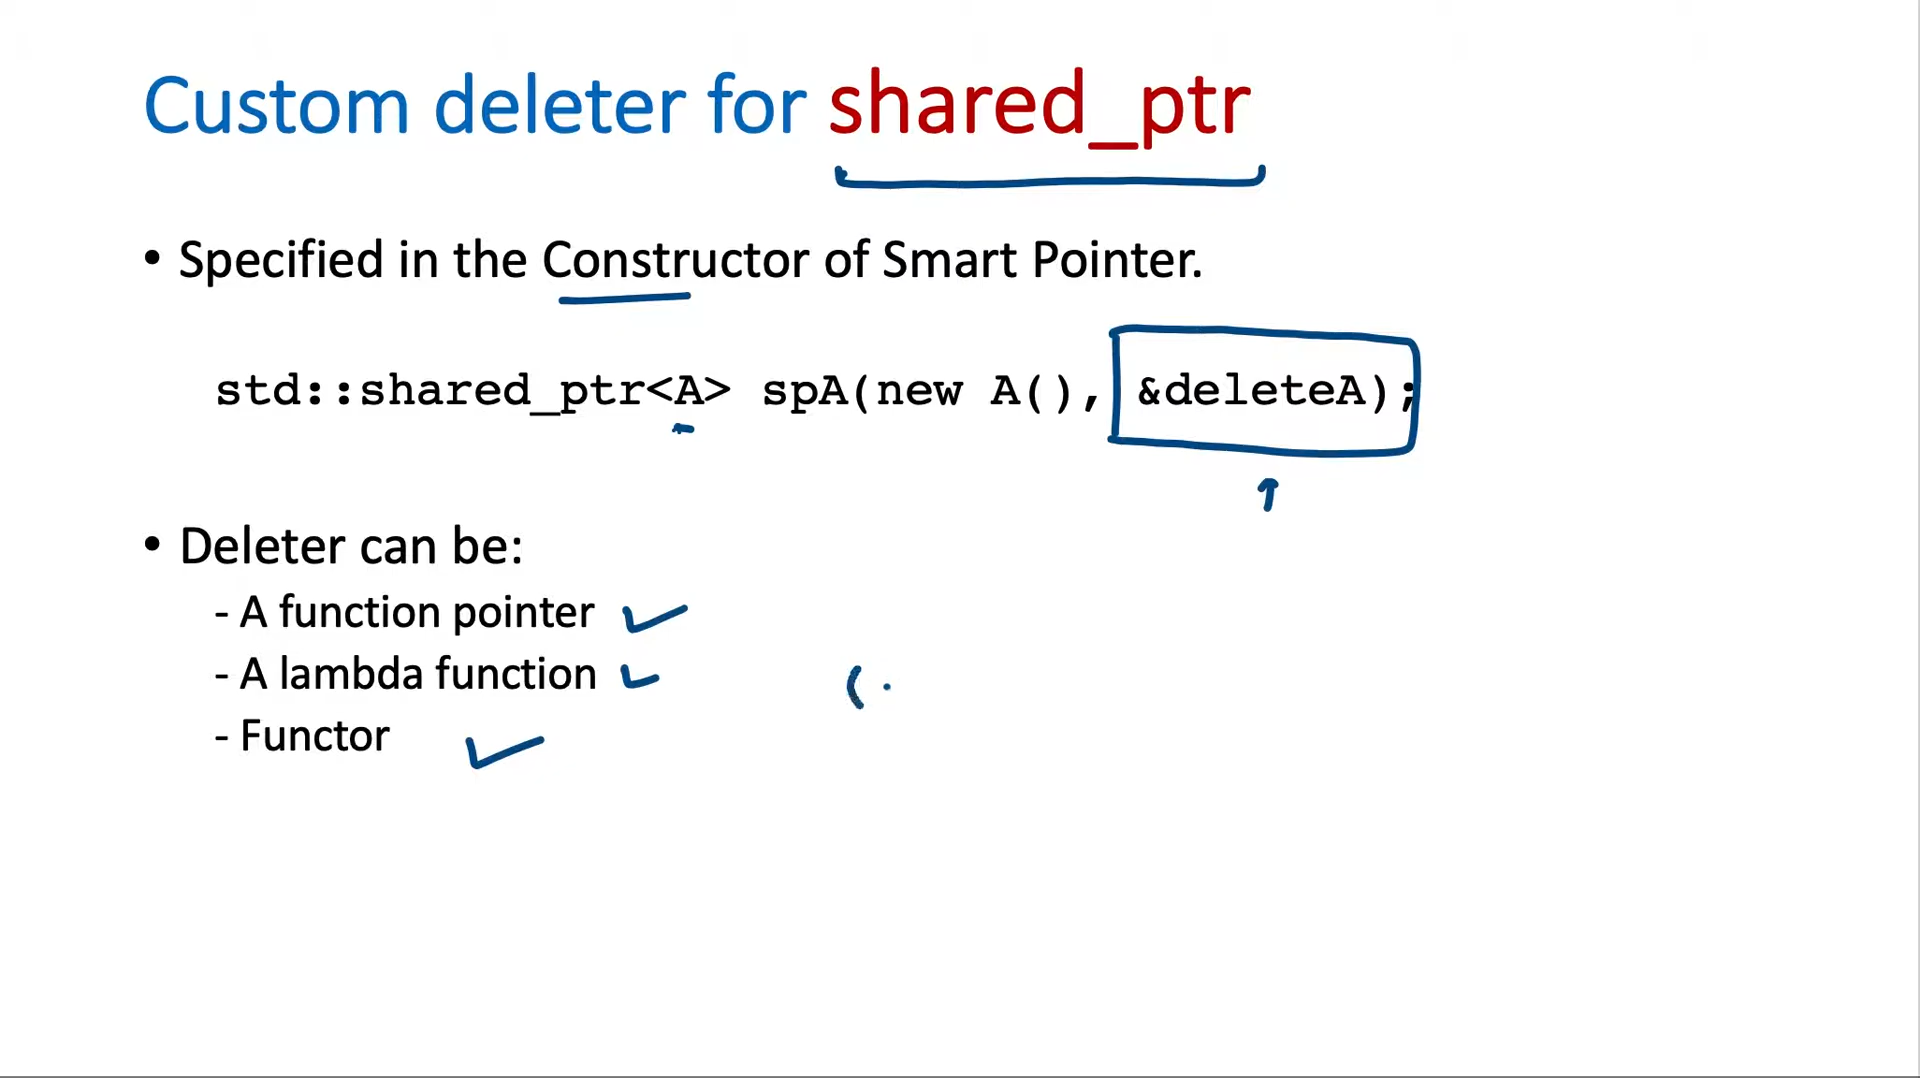 Custom deleter for shared_ptr
• Specified in the Constructor of Smart Pointer.
std::shared_ptr<A> spA(new A(), &deleteA);
• Deleter can be:
- A function pointer
- A lambda function
- Functor
(